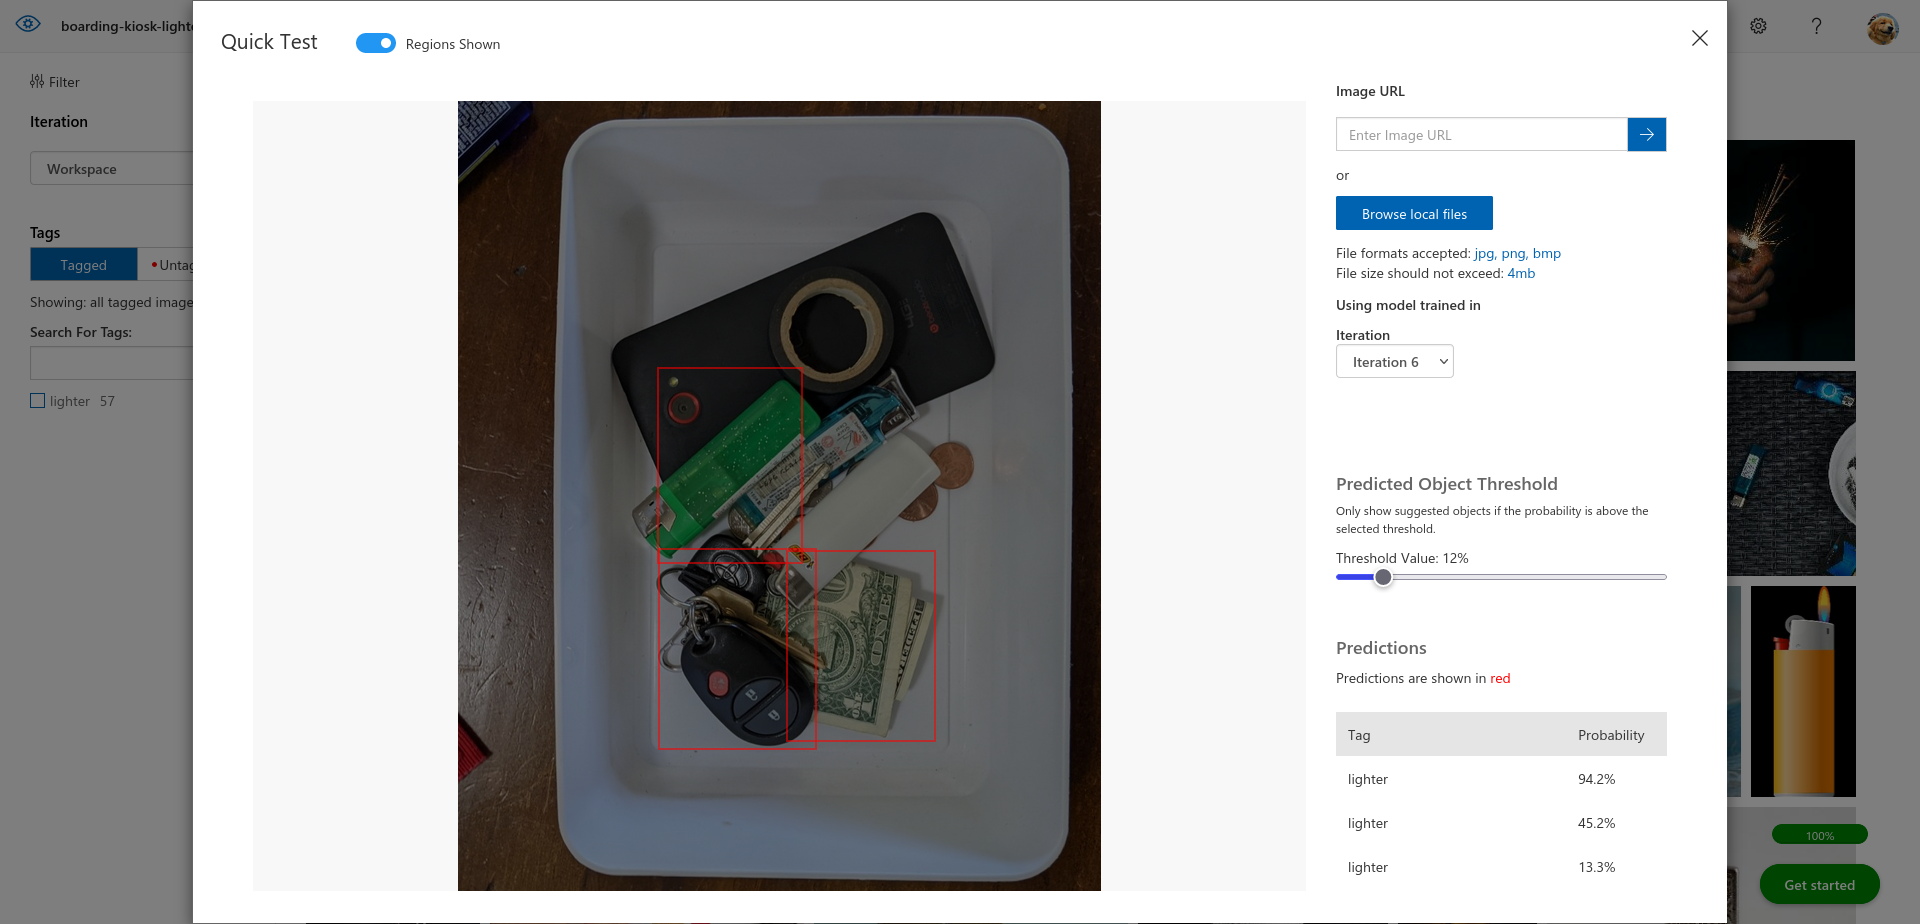 boarding-kiosk-light
Quick Test
Regions Shown
?
Filter
Iteration
Workspace
Tags
Tagged
Untag
Showing: all tagged image
Search For Tags:
lighter 57
ONE
Image URL
Enter Image URL
or
Browse local files
File formats accepted: jpg, png, bmp
File size should not exceed: 4mb
Using model trained in
Iteration
Iteration 6
Predicted Object Threshold
Only show suggested objects if the probability is above the
selected threshold.
Threshold Value: 12%
Predictions
Predictions are shown in red
Tag Probability
lighter 94.2%
lighter 45.2%
lighter 13.3%
100%
Get started